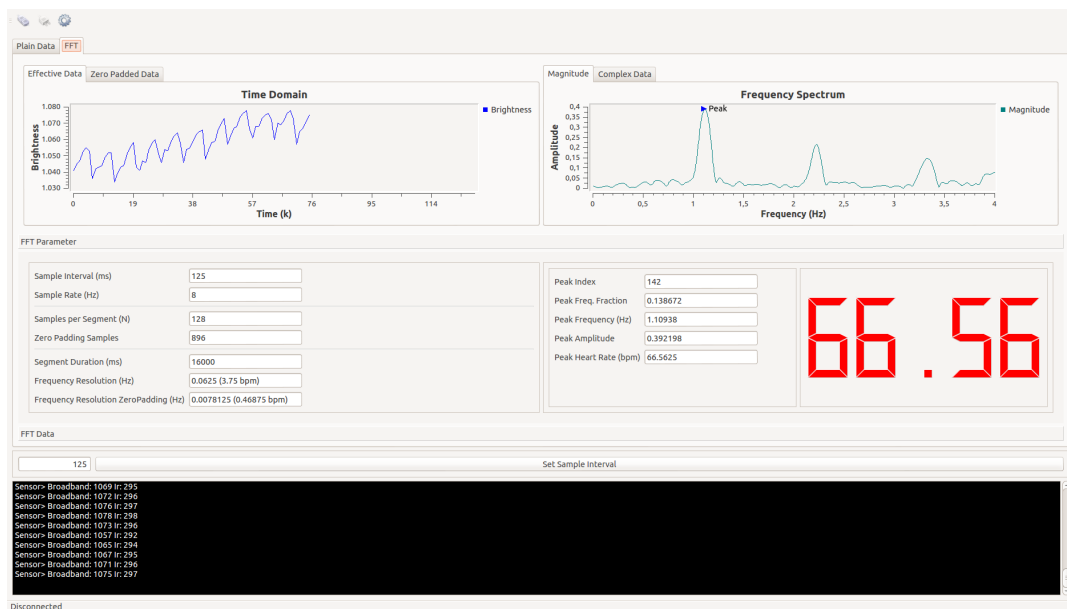 Plain Data FFT
Effective Data Zero Padded Data
Time Domain
1.080
1.070
1.060
1.050
1.040
1.030
Brightness
Brightness
0 19 38 57 76 95 114
Time (k)
Magnitude Complex Data
Frequency Spectrum
0,4
0,35
0,3
0,25
0,2
0,15
0,1
0,05
0
Amplitude
Peak
Magnitude
0 0,5 1 1,5 2 2,5 3 3,5 4
Frequency (Hz)
FFT Parameter
Sample Interval (ms) 125
Sample Rate (Hz) 8
Samples per Segment (N) 128
Zero Padding Samples 896
Segment Duration (ms) 16000
Frequency Resolution (Hz) 0.0625 (3.75 bpm)
Frequency Resolution ZeroPadding (Hz) 0.0078125 (0.46875 bpm)
Peak Index 142
Peak Freq. Fraction 0.138672
Peak Frequency (Hz) 1.10938
Peak Amplitude 0.392198
Peak Heart Rate (bpm) 66.5625
66.56
FFT Data
125 Set Sample Interval
Sensor> Broadband: 1069 Ir: 295
Sensor> Broadband: 1072 Ir: 296
Sensor> Broadband: 1076 Ir: 297
Sensor> Broadband: 1078 Ir: 298
Sensor> Broadband: 1073 Ir: 296
Sensor> Broadband: 1057 Ir: 292
Sensor> Broadband: 1065 Ir: 294
Sensor> Broadband: 1067 Ir: 295
Sensor> Broadband: 1071 Ir: 296
Sensor> Broadband: 1075 Ir: 297
Disconnected